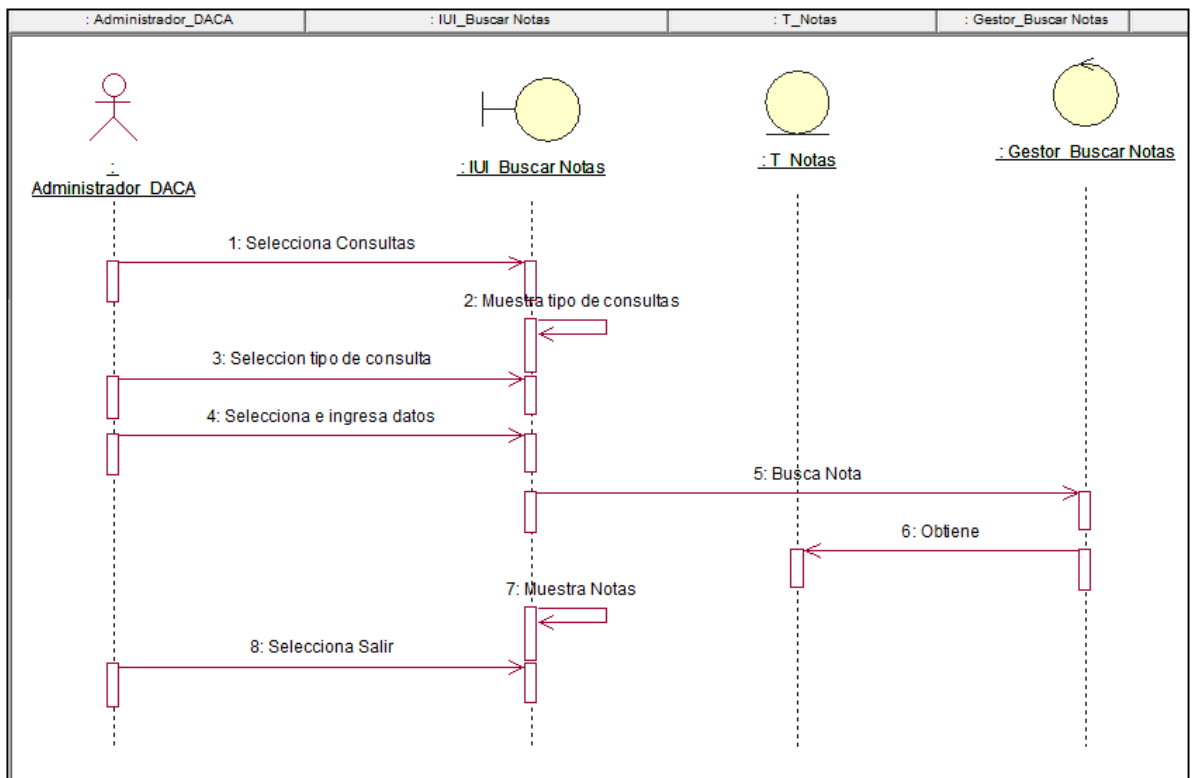 : Administrador_DACA
: IUI_Buscar Notas
: T_Notas
: Gestor_Buscar Notas
:
Administrador_DACA
: IUI_Buscar Notas
: T_Notas
: Gestor_Buscar Notas
1: Selecciona Consultas
2: Muestra tipo de consultas
3: Seleccion tipo de consulta
4: Selecciona e ingresa datos
5: Busca Nota
6: Obtiene
7: Muestra Notas
8: Selecciona Salir